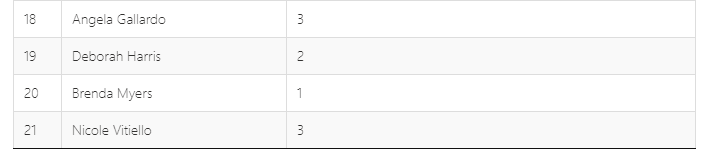 18 Angela Gallardo 3
19 Deborah Harris 2
20 Brenda Myers 1
21 Nicole Vitiello 3